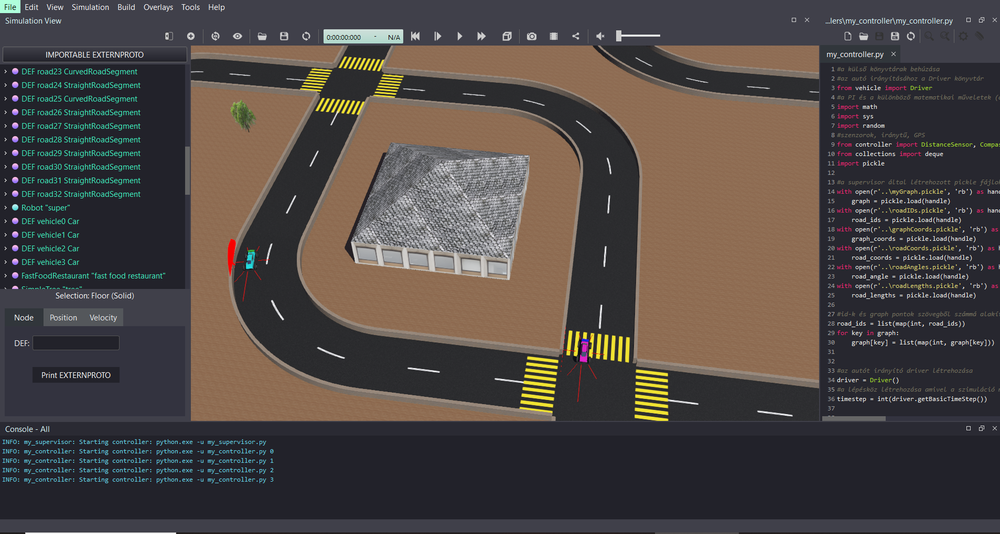 File Edit View Simulation Build Overlays Tools Help
Simulation View
...lers\my_controller\my_controller.py
0:00:00:000 - N/A
IMPORTABLE EXTERNPROTO
DEF road23 CurvedRoadSegment
DEF road24 StraightRoadSegment
DEF road25 CurvedRoadSegment
DEF road26 StraightRoadSegment
DEF road27 StraightRoadSegment
DEF road28 StraightRoadSegment
DEF road29 StraightRoadSegment
DEF road30 StraightRoadSegment
DEF road31 StraightRoadSegment
DEF road32 StraightRoadSegment
Robot "super"
DEF vehicle0 Car
DEF vehicle1 Car
DEF vehicle2 Car
DEF vehicle3 Car
FastFoodRestaurant "fast food restaurant"
SimpleTree "tree"
Selection: Floor (Solid)
Node Position Velocity
DEF:
Print EXTERNPROTO
my_controller.py
1 #a külső könyvtárak behúzása
2 #az autó irányításához a Driver könyvtár
3 from vehicle import Driver
4 #a PI és a különböző matematikai műveletek
5 import math
6 import sys
7 import random
8 #szenzorok, iránytű, GPS
9 from controller import DistanceSensor, Compas
10 from collections import deque
11 import pickle
12
13 #a supervisor által létrehozott pickle fájlo
14 with open(r'..\myGraph.pickle', 'rb') as han
15 graph = pickle.load(handle)
16 with open(r'..\roadIDs.pickle', 'rb') as han
17 road_ids = pickle.load(handle)
18 with open(r'..\graphCoords.pickle', 'rb') as
19 graph_coords = pickle.load(handle)
20 with open(r'..\roadCoords.pickle', 'rb') as h
21 road_coords = pickle.load(handle)
22 with open(r'..\roadAngles.pickle', 'rb') as h
23 road_angle = pickle.load(handle)
24 with open(r'..\roadLengths.pickle', 'rb') as
25 road_lengths = pickle.load(handle)
26
27 #id-k és graph pontok szövegből számmá alakí
28 road_ids = list(map(int, road_ids))
29 for key in graph:
30 graph[key] = list(map(int, graph[key]))
31
32
33 #az autót irányító driver létrehozása
34 driver = Driver()
35 #a lépésköz létrehozása amivel a szimuláció
36 timestep = int(driver.getBasicTimeStep())
37
Console - All
INFO: my_supervisor: Starting controller: python.exe -u my_supervisor.py
INFO: my_controller: Starting controller: python.exe -u my_controller.py 0
INFO: my_controller: Starting controller: python.exe -u my_controller.py 1
INFO: my_controller: Starting controller: python.exe -u my_controller.py 2
INFO: my_controller: Starting controller: python.exe -u my_controller.py 3